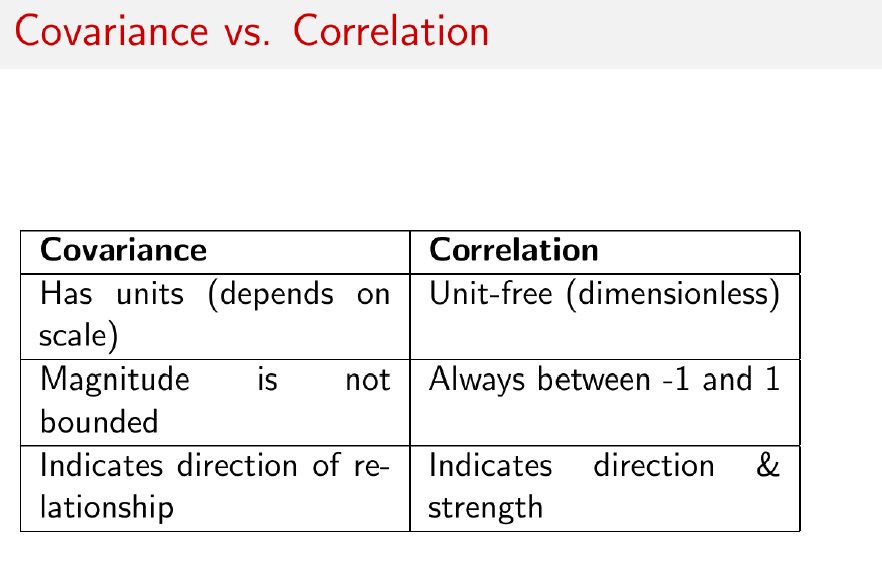 Covariance vs. Correlation
Covariance
Correlation
Has units (depends on
scale)
Unit-free (dimensionless)
Magnitude is not
bounded
Always between -1 and 1
Indicates direction of re-
lationship
Indicates direction &
strength